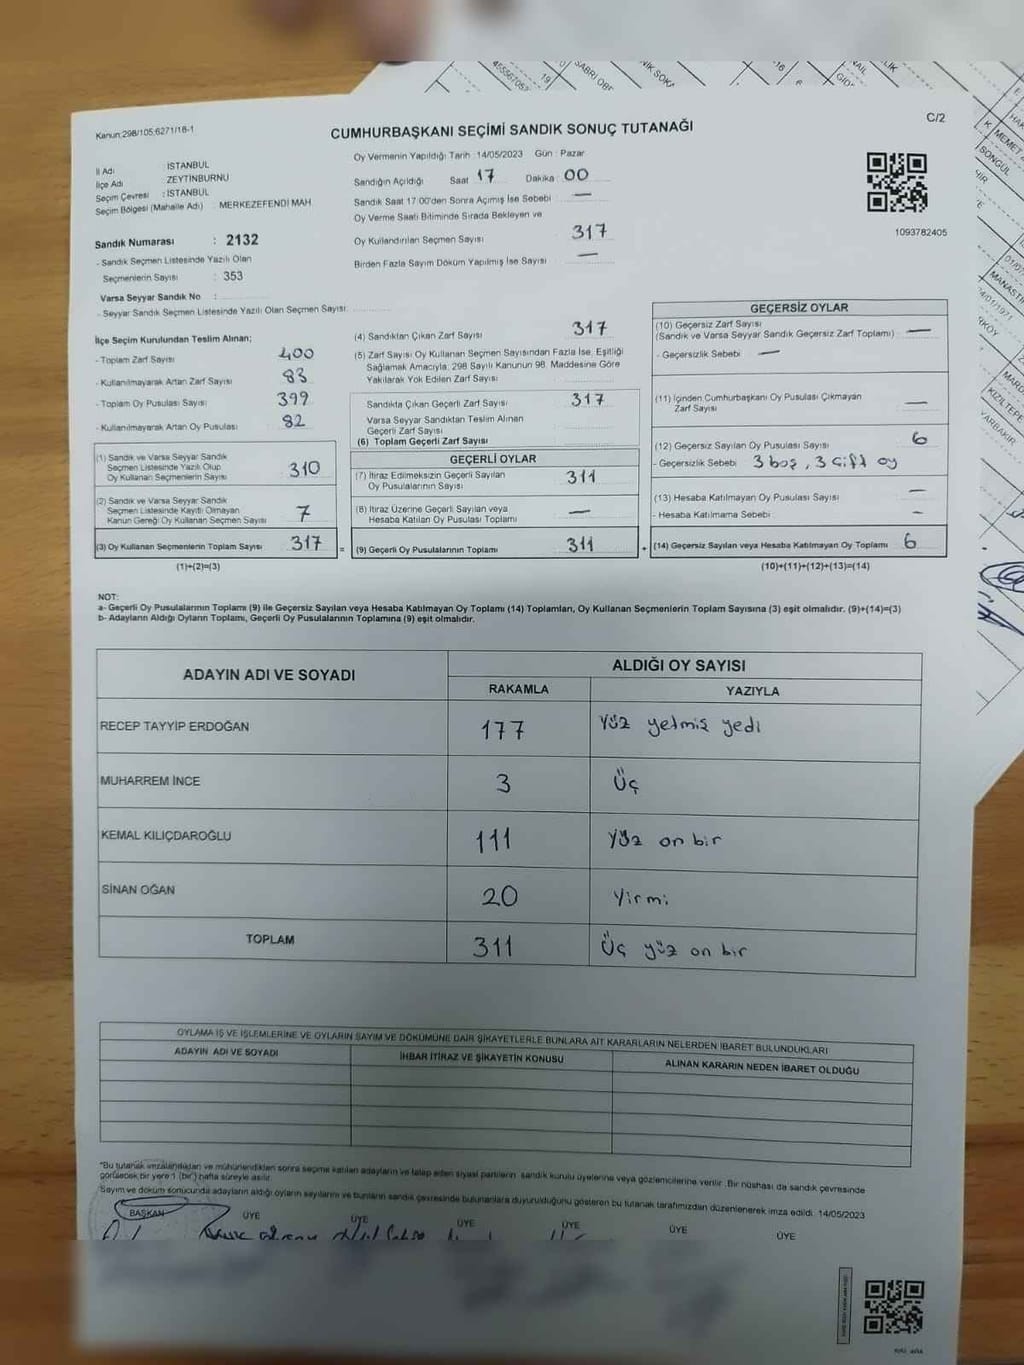 Kanun:298/105;6271/18-1
C/2
CUMHURBAŞKANI SEÇİMİ SANDIK SONUÇ TUTANAĞI
İl Adı : İSTANBUL
İlçe Adı : ZEYTİNBURNU
Seçim Çevresi : İSTANBUL
Seçim Bölgesi (Mahalle Adı) : MERKEZEFENDİ MAH
Oy Vermenin Yapıldığı Tarih :14/05/2023 Gün : Pazar
Sandığın Açıldığı Saat 17 Dakika 00
Sandık Saat 17:00'den Sonra Açımış İse Sebebi —
Oy Verme Saati Bitiminde Sırada Bekleyen ve
Oy Kullandırılan Seçmen Sayısı 317
Birden Fazla Sayım Döküm Yapılmış İse Sayısı —
1093782405
Sandık Numarası : 2132
- Sandık Seçmen Listesinde Yazılı Olan
Seçmenlerin Sayısı : 353
Varsa Seyyar Sandık No :
- Seyyar Sandık Seçmen Listesinde Yazılı Olan Seçmen Sayısı:
İlçe Seçim Kurulundan Teslim Alınan;
- Toplam Zarf Sayısı 400
- Kullanılmayarak Artan Zarf Sayısı 83
- Toplam Oy Pusulası Sayısı 399
- Kullanılmayarak Artan Oy Pusulası 82
(1) Sandık ve Varsa Seyyar Sandık
Seçmen Listesinde Yazılı Olup
Oy Kullanan Seçmenlerin Sayısı 310
(2) Sandık ve Varsa Seyyar Sandık
Seçmen Listesinde Kayıtlı Olmayan
Kanun Gereği Oy Kullanan Seçmen Sayısı 7
(3) Oy Kullanan Seçmenlerin Toplam Sayısı 317 =
(1)+(2)=(3)
(4) Sandıktan Çıkan Zarf Sayısı 317
(5) Zarf Sayısı Oy Kullanan Seçmen Sayısından Fazla İse, Eşitliği
Sağlamak Amacıyla; 298 Sayılı Kanunun 98. Maddesine Göre
Yakılarak Yok Edilen Zarf Sayısı
Sandıkta Çıkan Geçerli Zarf Sayısı 317
Varsa Seyyar Sandıktan Teslim Alınan
Geçerli Zarf Sayısı
(6) Toplam Geçerli Zarf Sayısı
GEÇERLİ OYLAR
(7) İtiraz Edilmeksizin Geçerli Sayılan
Oy Pusulalarının Sayısı 311
(8) İtiraz Üzerine Geçerli Sayılan veya
Hesaba Katılan Oy Pusulası Toplamı —
(9) Geçerli Oy Pusulalarının Toplamı 311 +
GEÇERSİZ OYLAR
(10) Geçersiz Zarf Sayısı
(Sandık ve Varsa Seyyar Sandık Geçersiz Zarf Toplamı) —
- Geçersizlik Sebebi —
(11) İçinden Cumhurbaşkanı Oy Pusulası Çıkmayan
Zarf Sayısı —
(12) Geçersiz Sayılan Oy Pusulası Sayısı 6
- Geçersizlik Sebebi 3 boş, 3 çift oy
(13) Hesaba Katılmayan Oy Pusulası Sayısı —
- Hesaba Katılmama Sebebi —
(14) Geçersiz Sayılan veya Hesaba Katılmayan Oy Toplamı 6
(10)+(11)+(12)+(13)=(14)
NOT:
a- Geçerli Oy Pusulalarının Toplamı (9) ile Geçersiz Sayılan veya Hesaba Katılmayan Oy Toplamı (14) Toplamları, Oy Kullanan Seçmenlerin Toplam Sayısına (3) eşit olmalıdır. (9)+(14)=(3)
b- Adayların Aldığı Oyların Toplamı, Geçerli Oy Pusulalarının Toplamına (9) eşit olmalıdır.
ADAYIN ADI VE SOYADI
ALDIĞI OY SAYISI
RAKAMLA YAZIYLA
RECEP TAYYİP ERDOĞAN 177 Yüz yetmiş yedi
MUHARREM İNCE 3 Üç
KEMAL KILIÇDAROĞLU 111 Yüz on bir
SİNAN OĞAN 20 Yirmi
TOPLAM 311 Üç yüz on bir
OYLAMA İŞ VE İŞLEMLERİNE VE OYLARIN SAYIM VE DÖKÜMÜNE DAİR ŞİKAYETLERLE BUNLARA AİT KARARLARIN NELERDEN İBARET BULUNDUKLARI
ADAYIN ADI VE SOYADI İHBAR İTİRAZ VE ŞİKAYETİN KONUSU ALINAN KARARIN NEDEN İBARET OLDUĞU
"Bu tutanak imzalandıktan ve mühürlendikten sonra seçime katılan adayların ve talep eden siyasi partilerin sandık kurulu üyelerine veya gözlemcilerine verilir. Bir nüshası da sandık çevresinde
görülecek bir yere 1 (bir) hafta süreyle asılır.
Sayım ve döküm sonucunda adayların aldığı oyların sayılarını ve bunların sandık çevresinde bulunanlara duyurulduğunu gösteren bu tutanak tarafımızdan düzenlenerek imza edildi. 14/05/2023
BAŞKAN ÜYE ÜYE ÜYE ÜYE ÜYE ÜYE